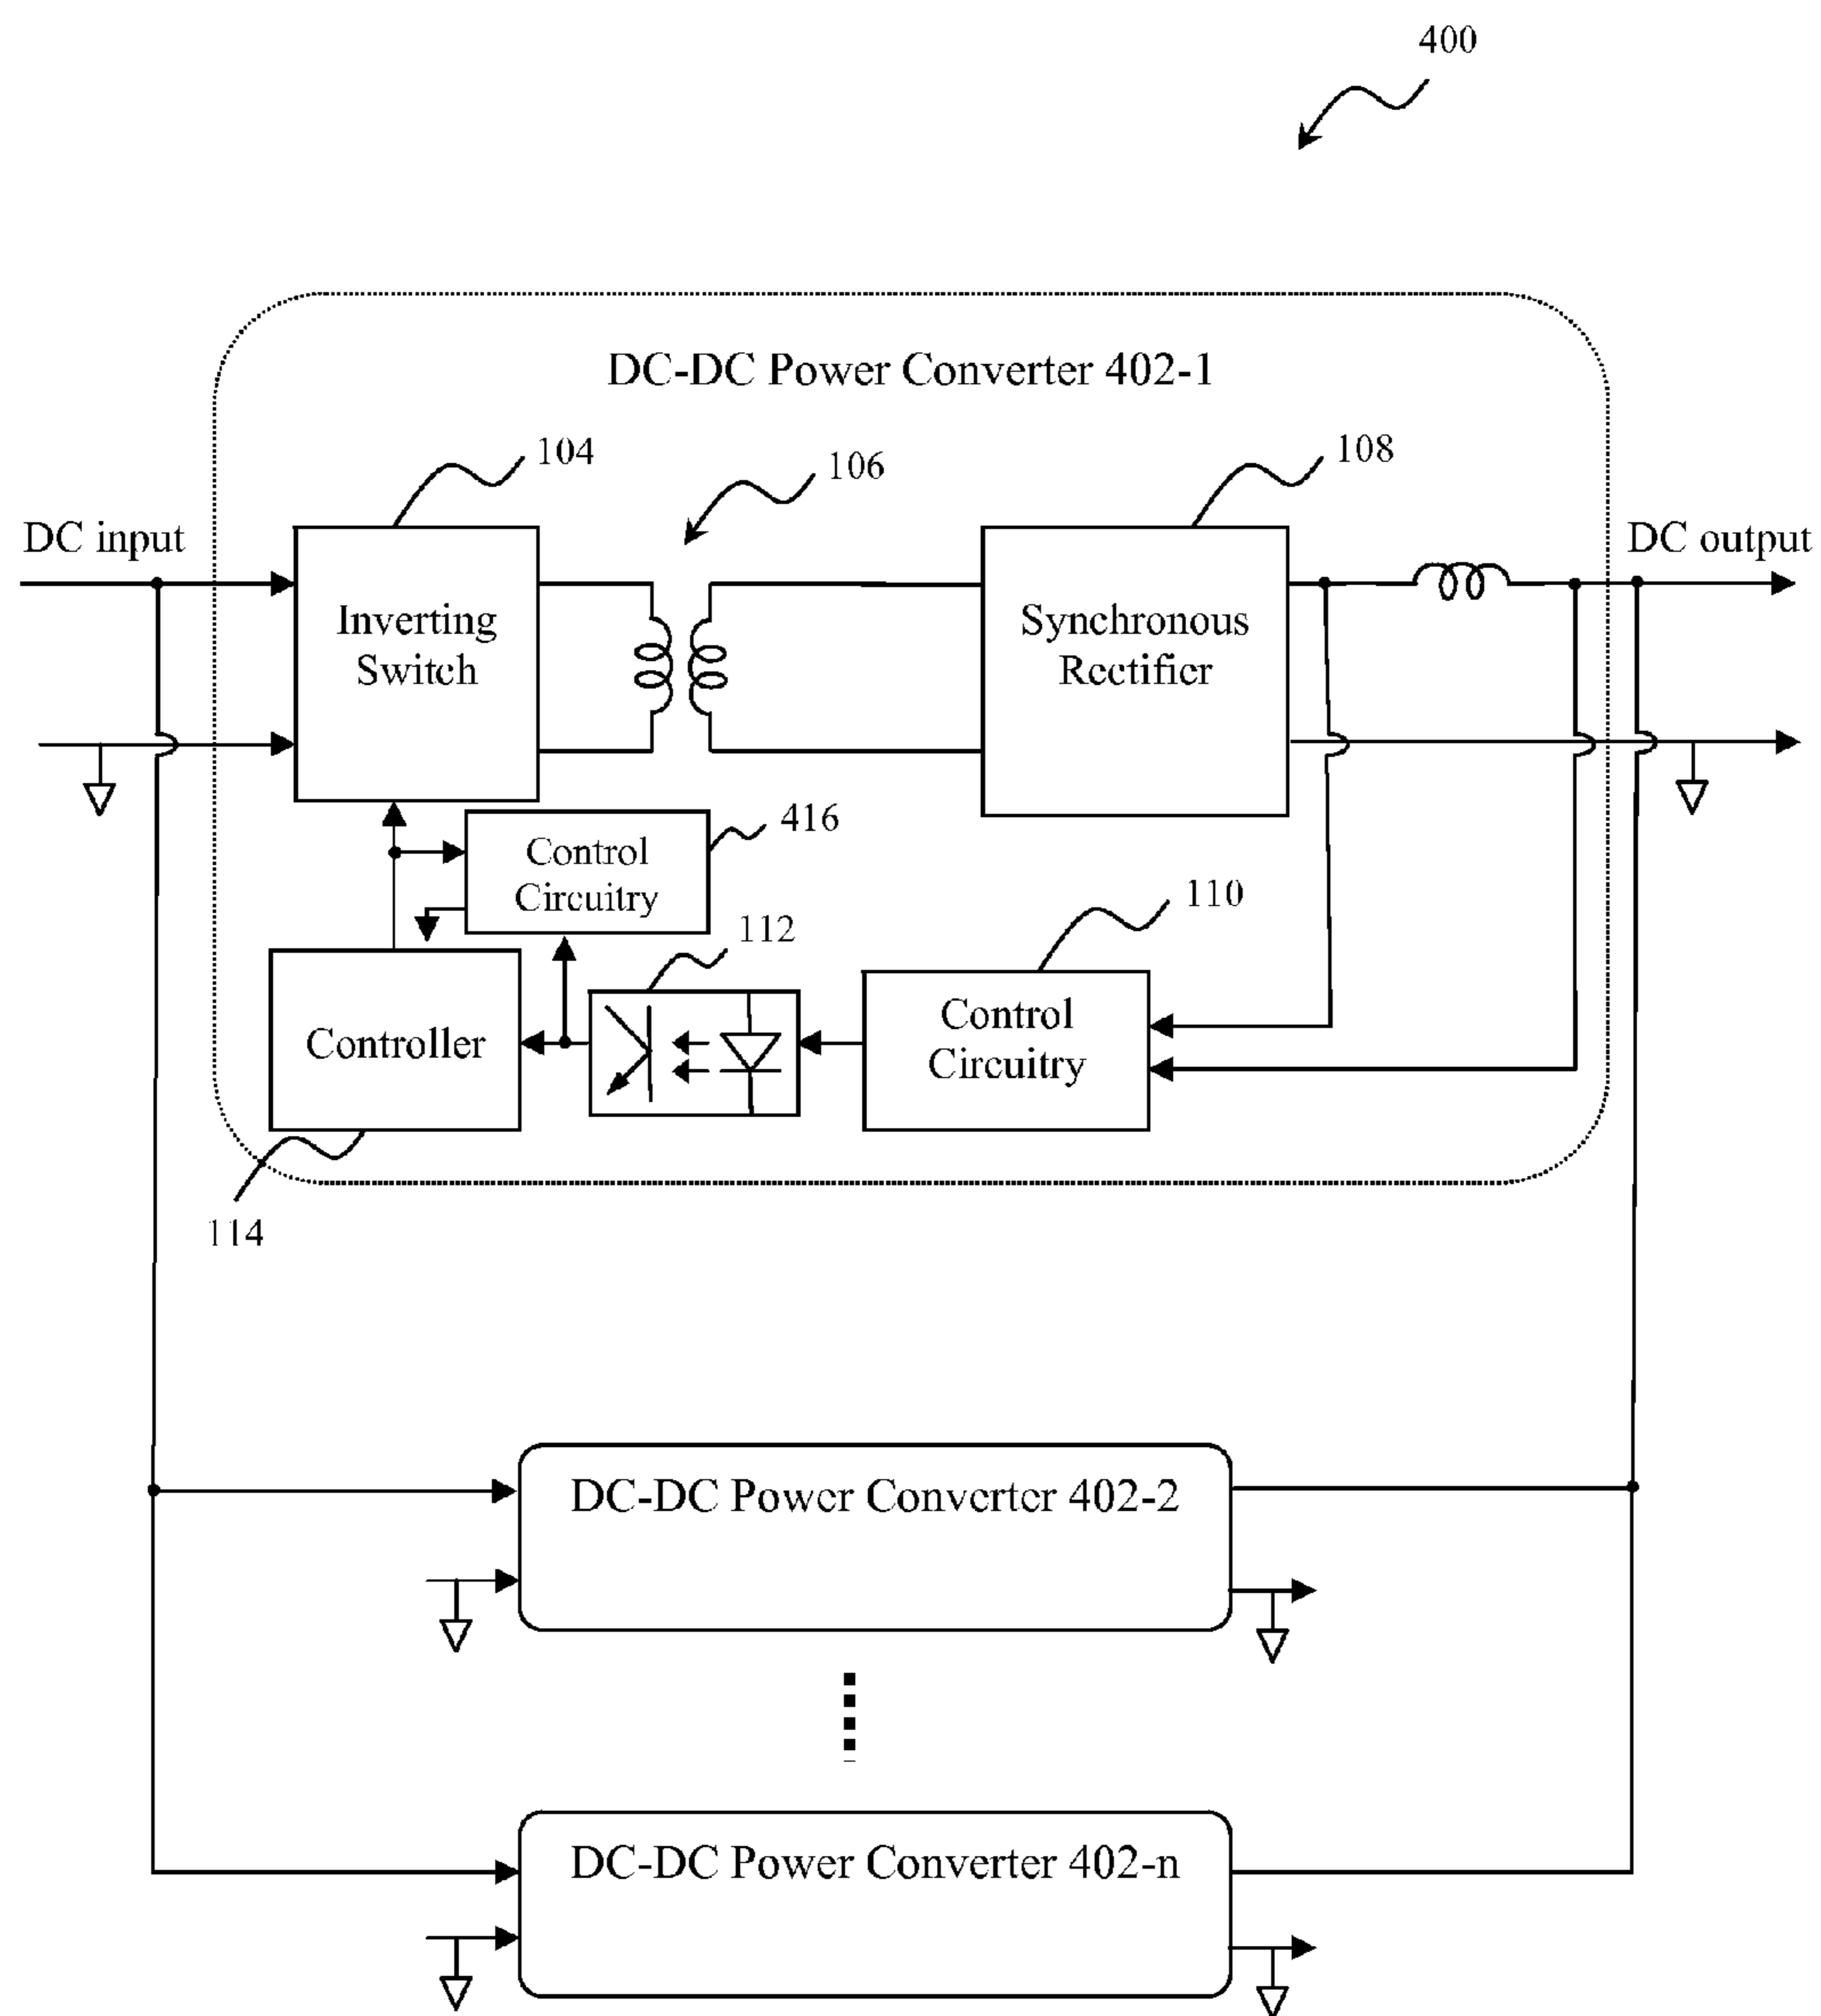 400
DC-DC Power Converter 402-1
104
106
108
DC input
DC output
Inverting
Switch
Synchronous
Rectifier
416
Control
Circuitry
110
112
Control
Circuitry
Controller
114
DC-DC Power Converter 402-2
DC-DC Power Converter 402-n